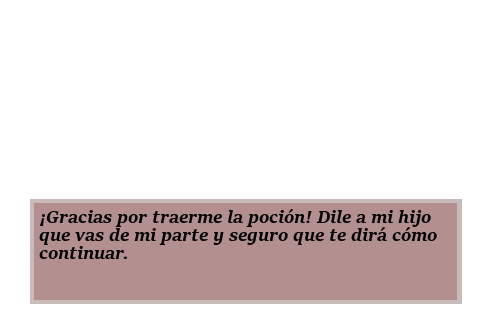 ¡Gracias por traerme la poción! Dile a mi hijo
que vas de mi parte y seguro que te dirá cómo
continuar.